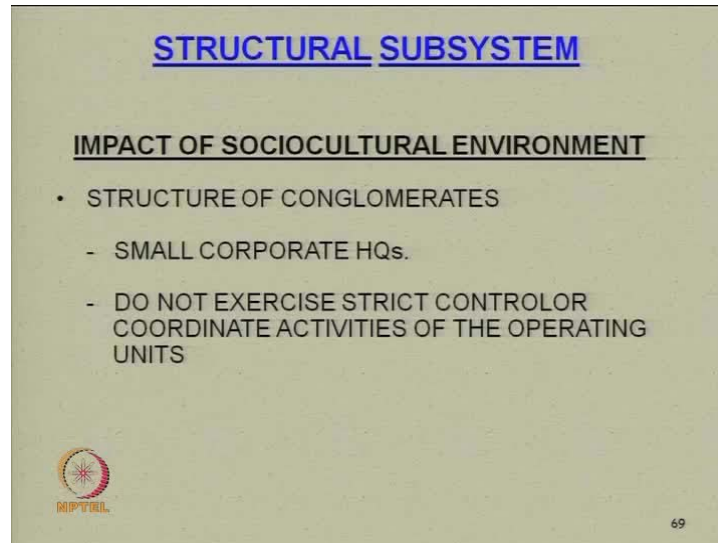 STRUCTURAL SUBSYSTEM
IMPACT OF SOCIOCULTURAL ENVIRONMENT
• STRUCTURE OF CONGLOMERATES
- SMALL CORPORATE HQs.
- DO NOT EXERCISE STRICT CONTROLOR
COORDINATE ACTIVITIES OF THE OPERATING
UNITS
NPTEL
69